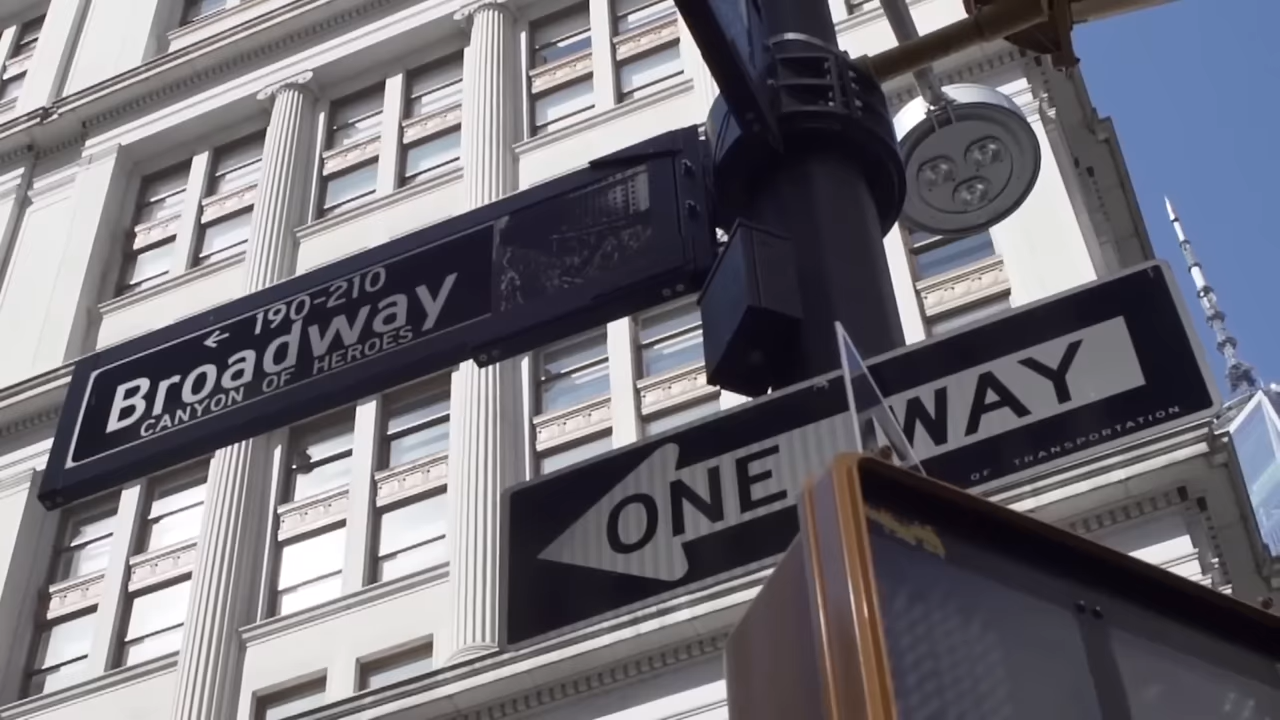 ← 190-210
Broadway
CANYON OF HEROES
ONE WAY
OF TRANSPORTATION